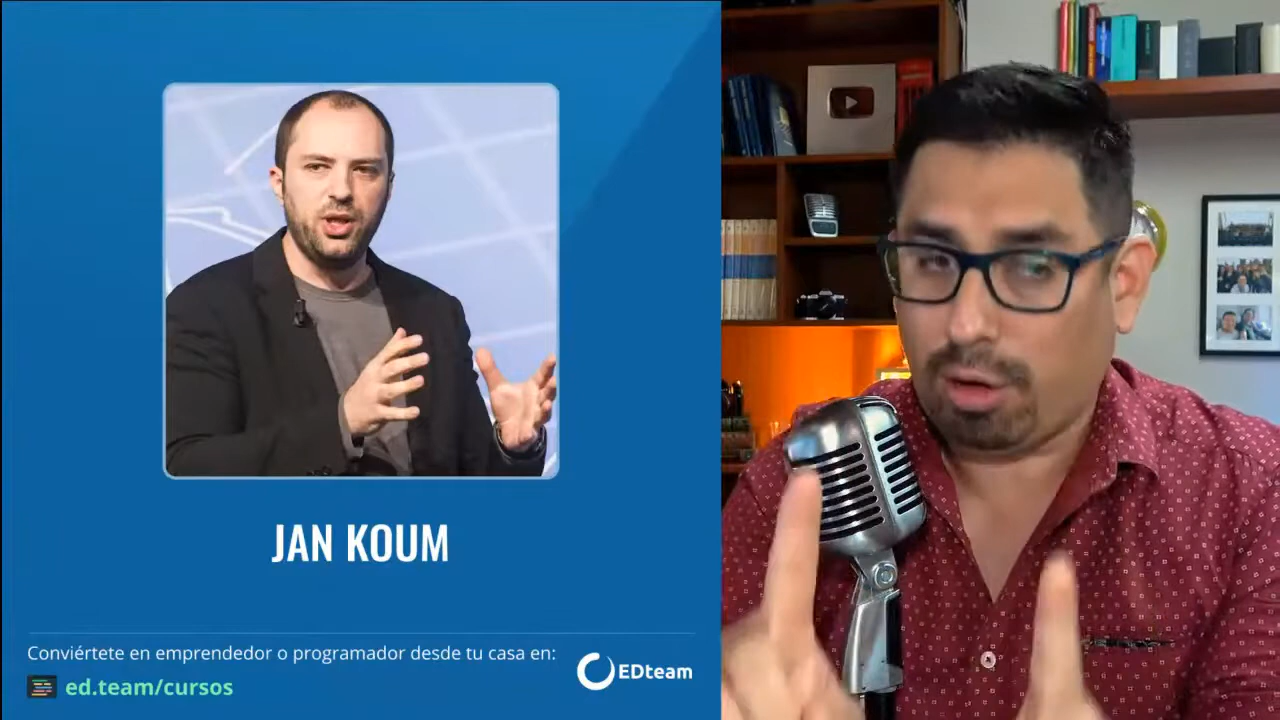 JAN KOUM
Conviértete en emprendedor o programador desde tu casa en:
ed.team/cursos
EDteam